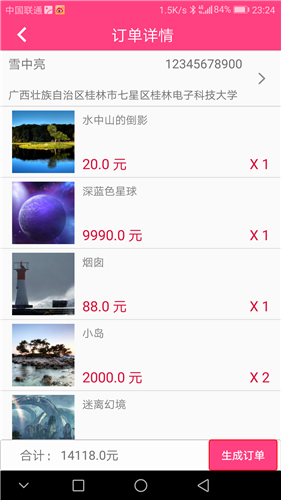 中国联通 1.5K/s 79% 23:24
订单详情
雪中亮 12345678900
广西壮族自治区桂林市七星区桂林电子科技大学
水中山的倒影
20.0 元 X 1
深蓝色星球
9990.0 元 X 1
烟囱
88.0 元 X 1
小岛
2000.0 元 X 2
迷离幻境
合计： 14118.0元 生成订单